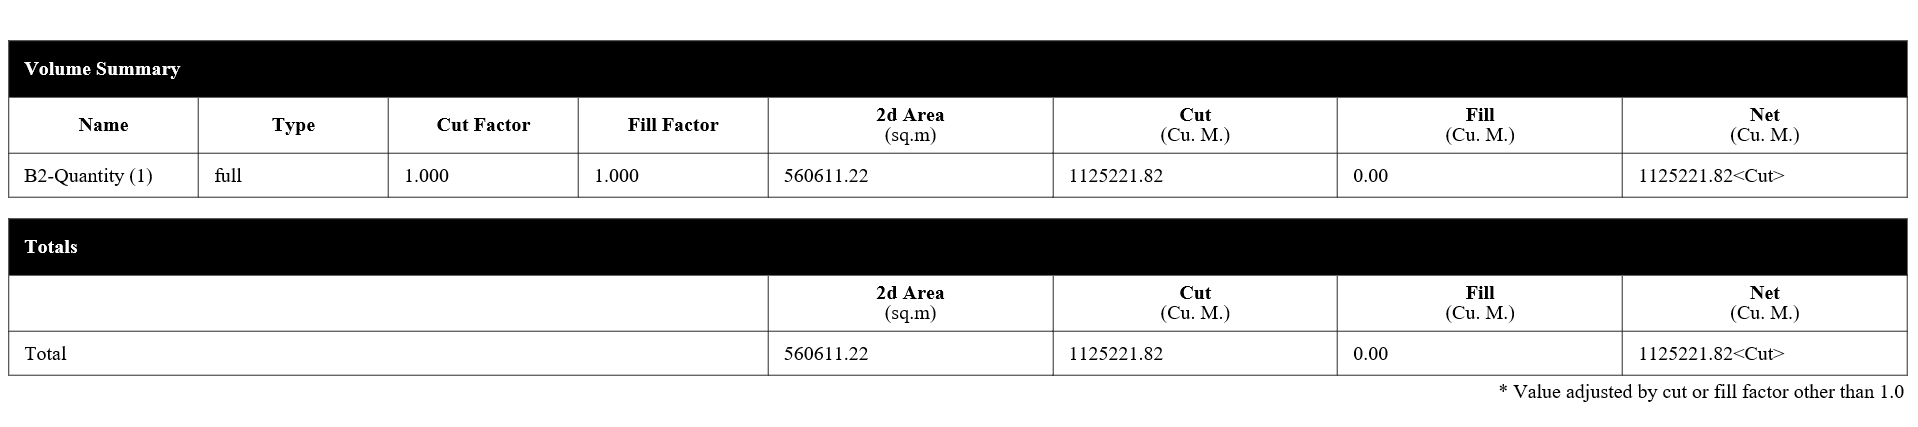 Volume Summary
Name Type Cut Factor Fill Factor 2d Area Cut Fill Net
(sq.m) (Cu. M.) (Cu. M.) (Cu. M.)
B2-Quantity (1) full 1.000 1.000 560611.22 1125221.82 0.00 1125221.82<Cut>
Totals
2d Area Cut Fill Net
(sq.m) (Cu. M.) (Cu. M.) (Cu. M.)
Total 560611.22 1125221.82 0.00 1125221.82<Cut>
* Value adjusted by cut or fill factor other than 1.0